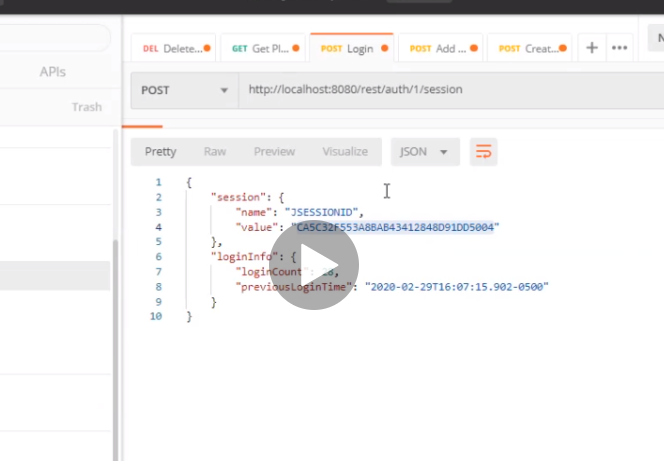 DEL Delete...
GET Get Pl...
POST Login
POST Add ...
POST Creat...
+ •••
N
APIs
Trash
POST http://localhost:8080/rest/auth/1/session
Pretty Raw Preview Visualize JSON
1 {
2 "session": {
3 "name": "JSESSIONID",
4 "value": "CA5C32F553A8BAB43412848D91DD5004"
5 },
6 "loginInfo": {
7 "loginCount":
8 "previousLoginTime": "2020-02-29T16:07:15.902-0500"
9 }
10 }